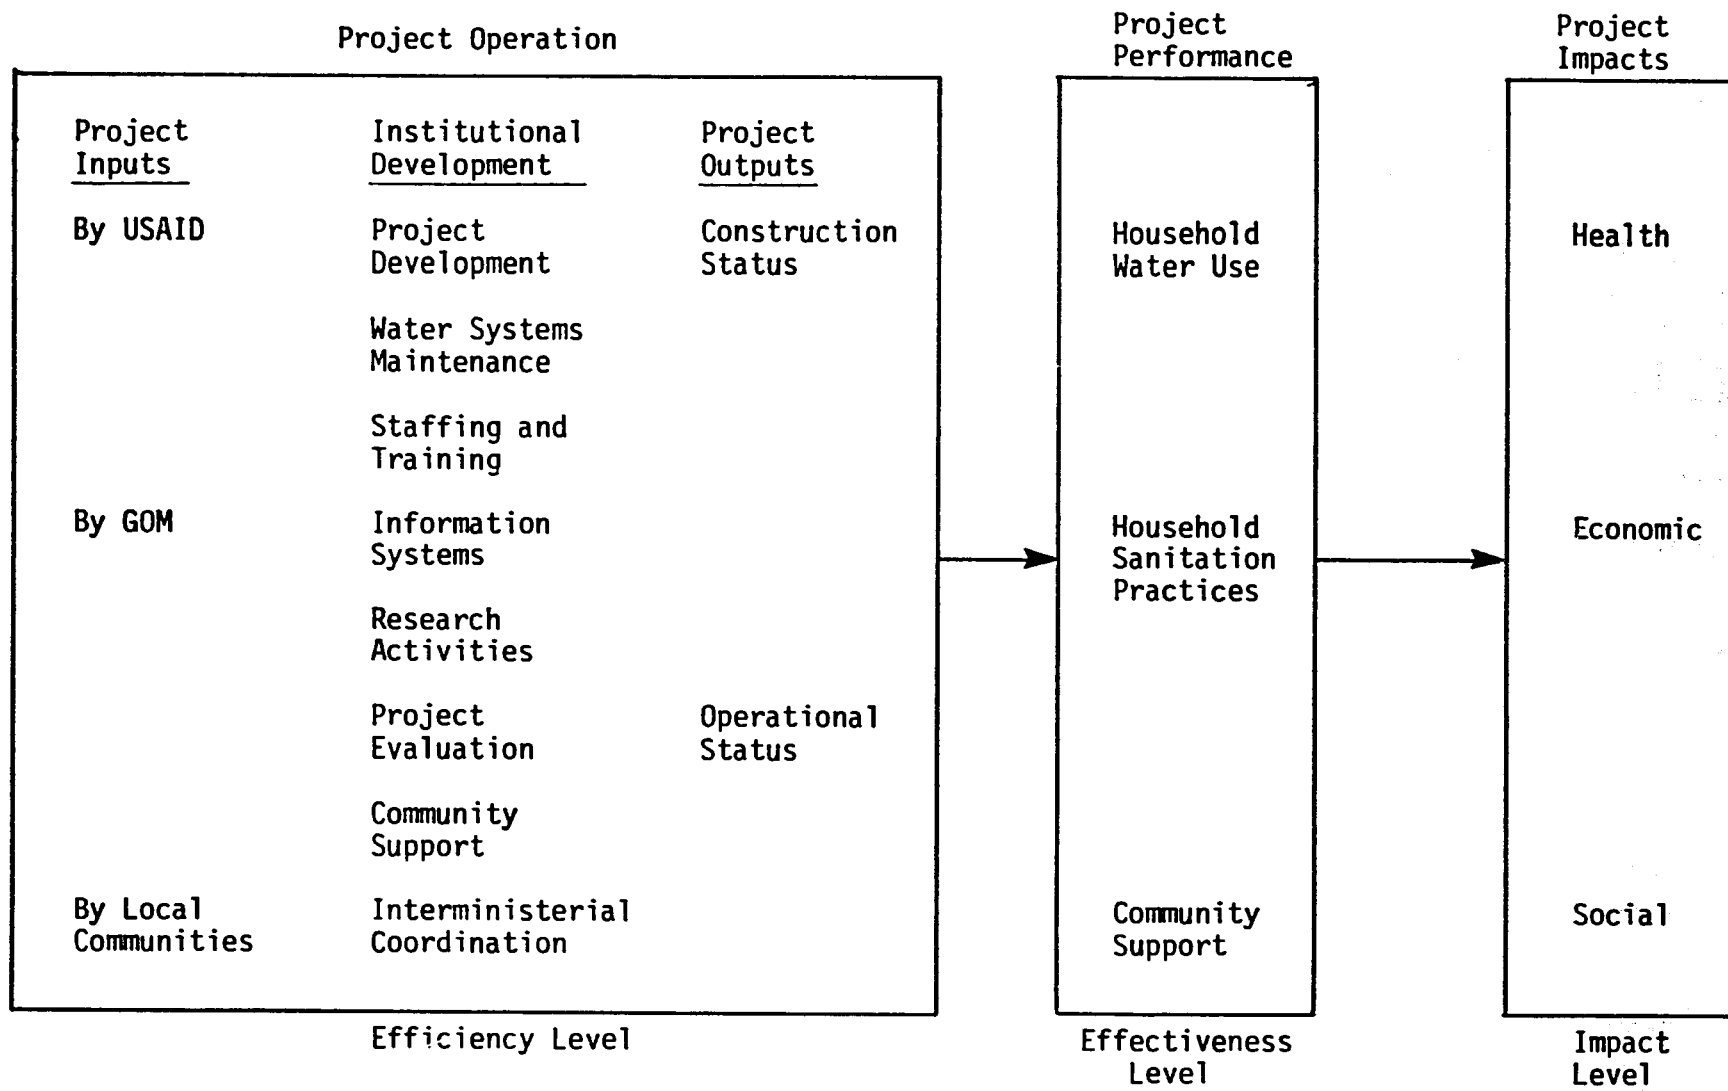 Project Operation
Project
Performance
Project
Impacts
Project
Inputs
Institutional
Development
Project
Outputs
By USAID
Project
Development
Construction
Status
Water Systems
Maintenance
Staffing and
Training
By GOM
Information
Systems
Research
Activities
Project
Evaluation
Operational
Status
Community
Support
By Local
Communities
Interministerial
Coordination
Household
Water Use
Household
Sanitation
Practices
Community
Support
Health
Economic
Social
Efficiency Level
Effectiveness
Level
Impact
Level